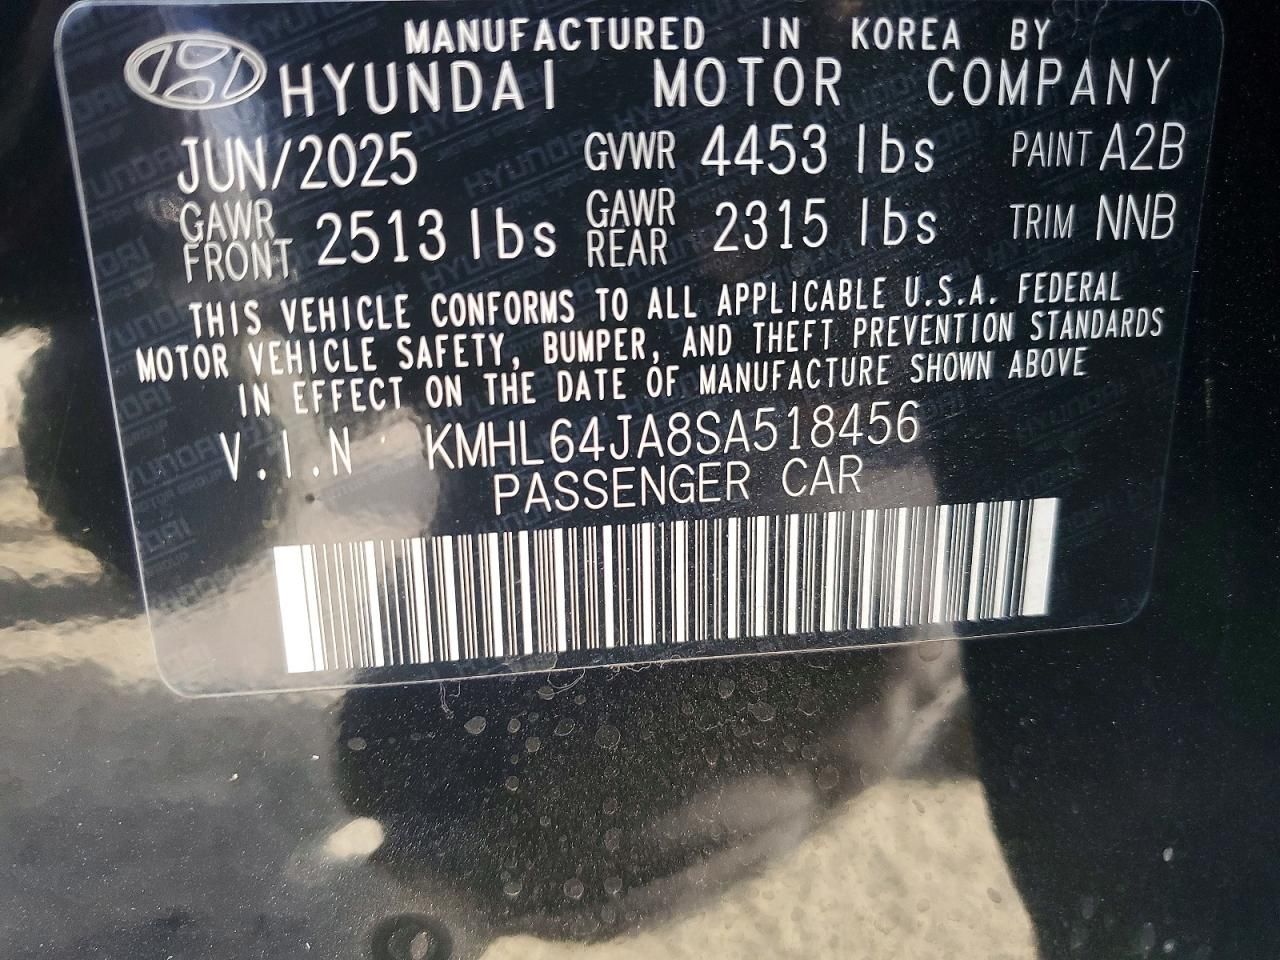 MANUFACTURED IN KOREA BY
HYUNDAI MOTOR COMPANY
JUN/2025 GVWR 4453 lbs PAINT A2B
GAWR FRONT 2513 lbs GAWR REAR 2315 lbs TRIM NNB
THIS VEHICLE CONFORMS TO ALL APPLICABLE U.S.A. FEDERAL
MOTOR VEHICLE SAFETY, BUMPER, AND THEFT PREVENTION STANDARDS
IN EFFECT ON THE DATE OF MANUFACTURE SHOWN ABOVE
V.I.N : KMHL64JA8SA518456
PASSENGER CAR